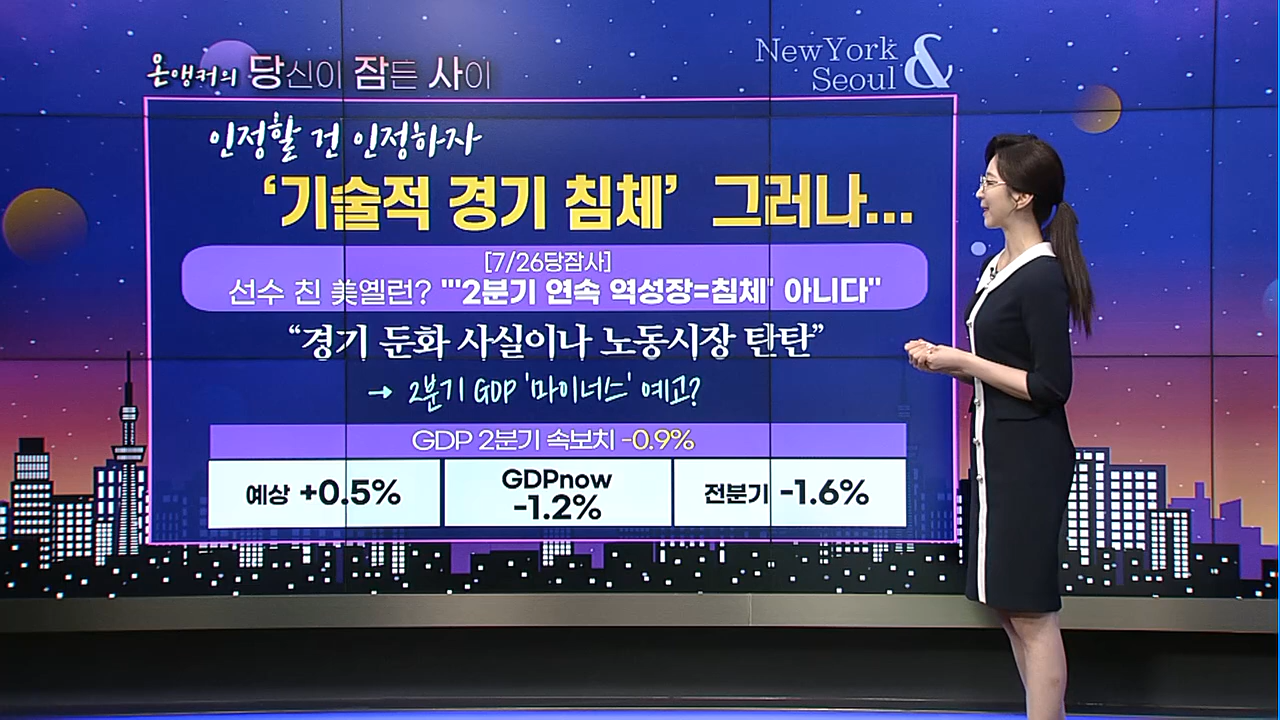 온앵커의 당신이 잠든 사이
NewYork
Seoul &
인정할 건 인정하자
‘기술적 경기 침체’ 그러나...
[7/26당잠사]
선수 친 美옐런? "'"2분기 연속 역성장=침체' 아니다"
“경기 둔화 사실이나 노동시장 탄탄”
→ 2분기 GDP '마이너스' 예고?
GDP 2분기 속보치 -0.9%
예상 +0.5%
GDPnow
-1.2%
전분기 -1.6%